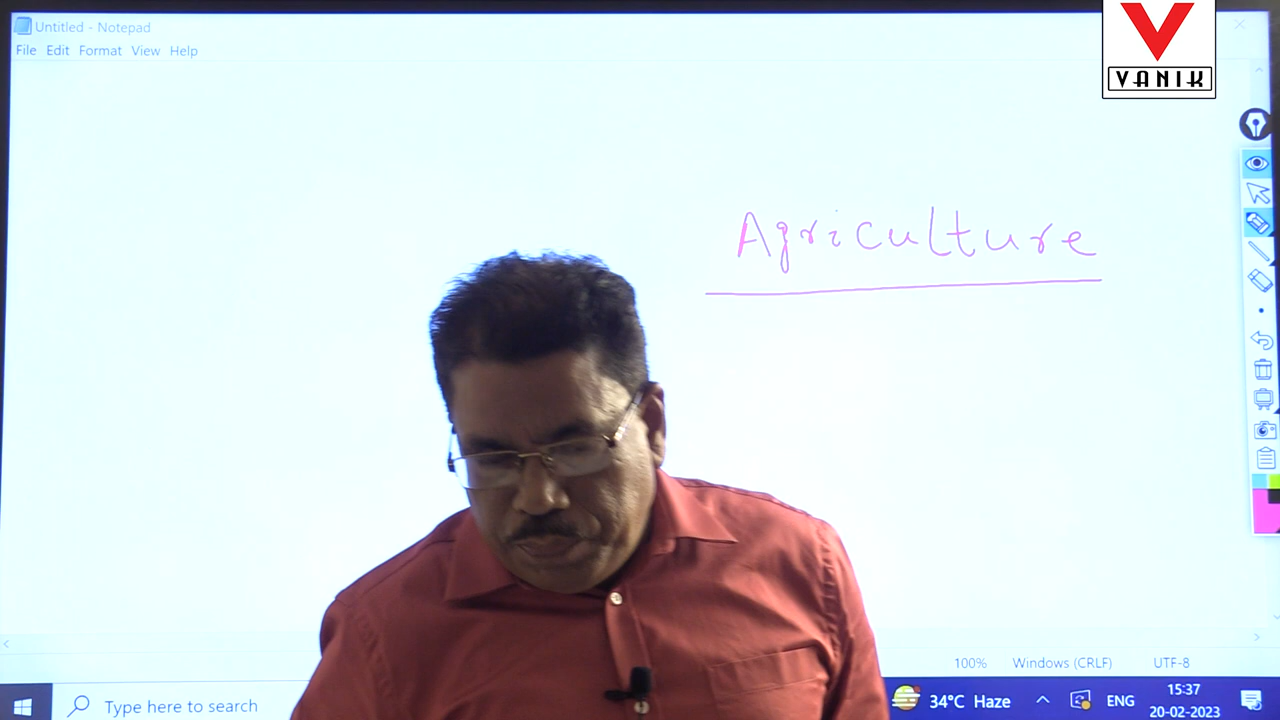 Untitled - Notepad
File Edit Format View Help
VANIK
Agriculture
100% Windows (CRLF) UTF-8
Type here to search
34°C Haze ENG 15:37
20-02-2023